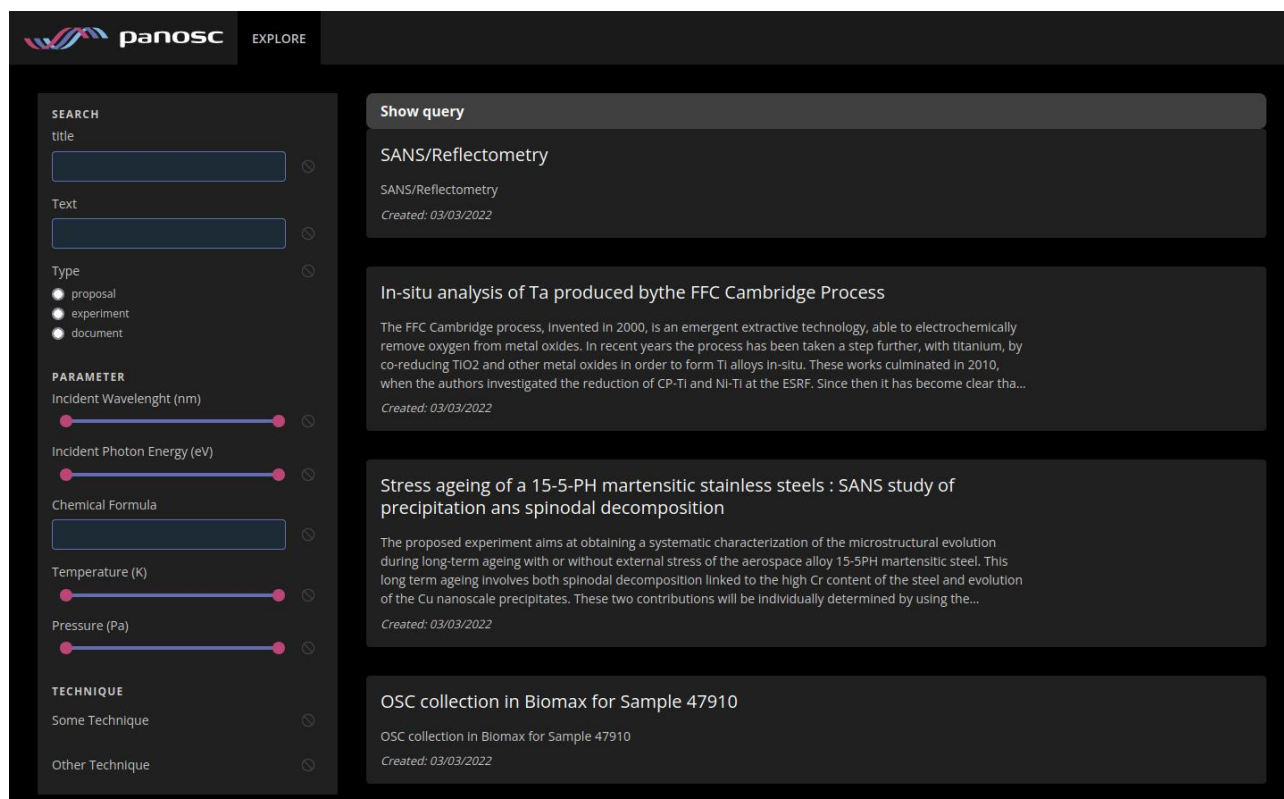 panosc
EXPLORE
SEARCH
title
Text
Type
proposal
experiment
document
PARAMETER
Incident Wavelenght (nm)
Incident Photon Energy (eV)
Chemical Formula
Temperature (K)
Pressure (Pa)
TECHNIQUE
Some Technique
Other Technique
Show query
SANS/Reflectometry
SANS/Reflectometry
Created: 03/03/2022
In-situ analysis of Ta produced bythe FFC Cambridge Process
The FFC Cambridge process, invented in 2000, is an emergent extractive technology, able to electrochemically
remove oxygen from metal oxides. In recent years the process has been taken a step further, with titanium, by
co-reducing TiO2 and other metal oxides in order to form Ti alloys in-situ. These works culminated in 2010,
when the authors investigated the reduction of CP-Ti and Ni-Ti at the ESRF. Since then it has become clear tha...
Created: 03/03/2022
Stress ageing of a 15-5-PH martensitic stainless steels : SANS study of
precipitation ans spinodal decomposition
The proposed experiment aims at obtaining a systematic characterization of the microstructural evolution
during long-term ageing with or without external stress of the aerospace alloy 15-5PH martensitic steel. This
long term ageing involves both spinodal decomposition linked to the high Cr content of the steel and evolution
of the Cu nanoscale precipitates. These two contributions will be individually determined by using the...
Created: 03/03/2022
OSC collection in Biomax for Sample 47910
OSC collection in Biomax for Sample 47910
Created: 03/03/2022